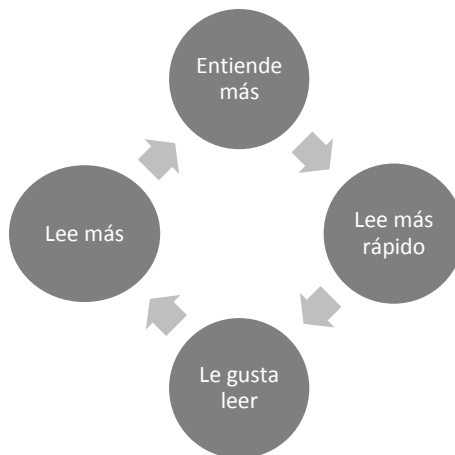 Entiende
más
Lee más
rápido
Le gusta
leer
Lee más